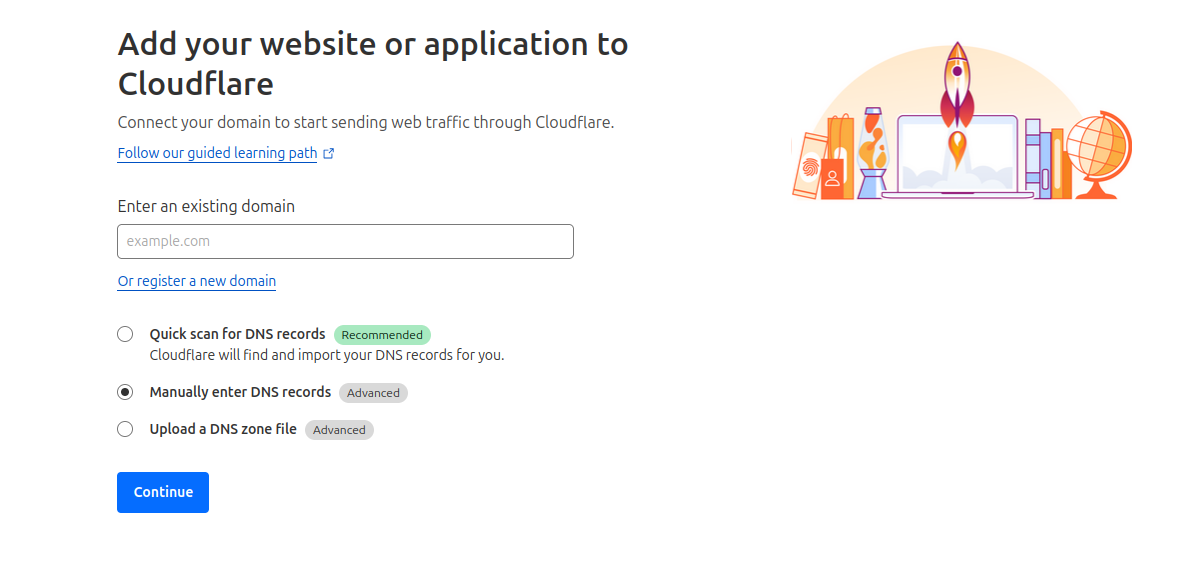 Add your website or application to
Cloudflare
Connect your domain to start sending web traffic through Cloudflare.
Follow our guided learning path
Enter an existing domain
example.com
Or register a new domain
Quick scan for DNS records Recommended
Cloudflare will find and import your DNS records for you.
Manually enter DNS records Advanced
Upload a DNS zone file Advanced
Continue